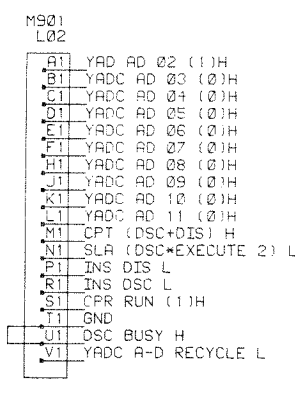 M901
L02
A1 YAD AD 02 (1)H
B1 YADC AD 03 (0)H
C1 YADC AD 04 (0)H
D1 YADC AD 05 (0)H
E1 YADC AD 06 (0)H
F1 YADC AD 07 (0)H
H1 YADC AD 08 (0)H
J1 YADC AD 09 (0)H
K1 YADC AD 10 (0)H
L1 YADC AD 11 (0)H
M1 CPT (DSC+DIS) H
N1 SLA (DSC*EXECUTE 2) L
P1 INS DIS L
R1 INS OSC L
S1 CPR RUN (1)H
T1 GND
U1 OSC BUSY H
V1 YADC A-D RECYCLE L